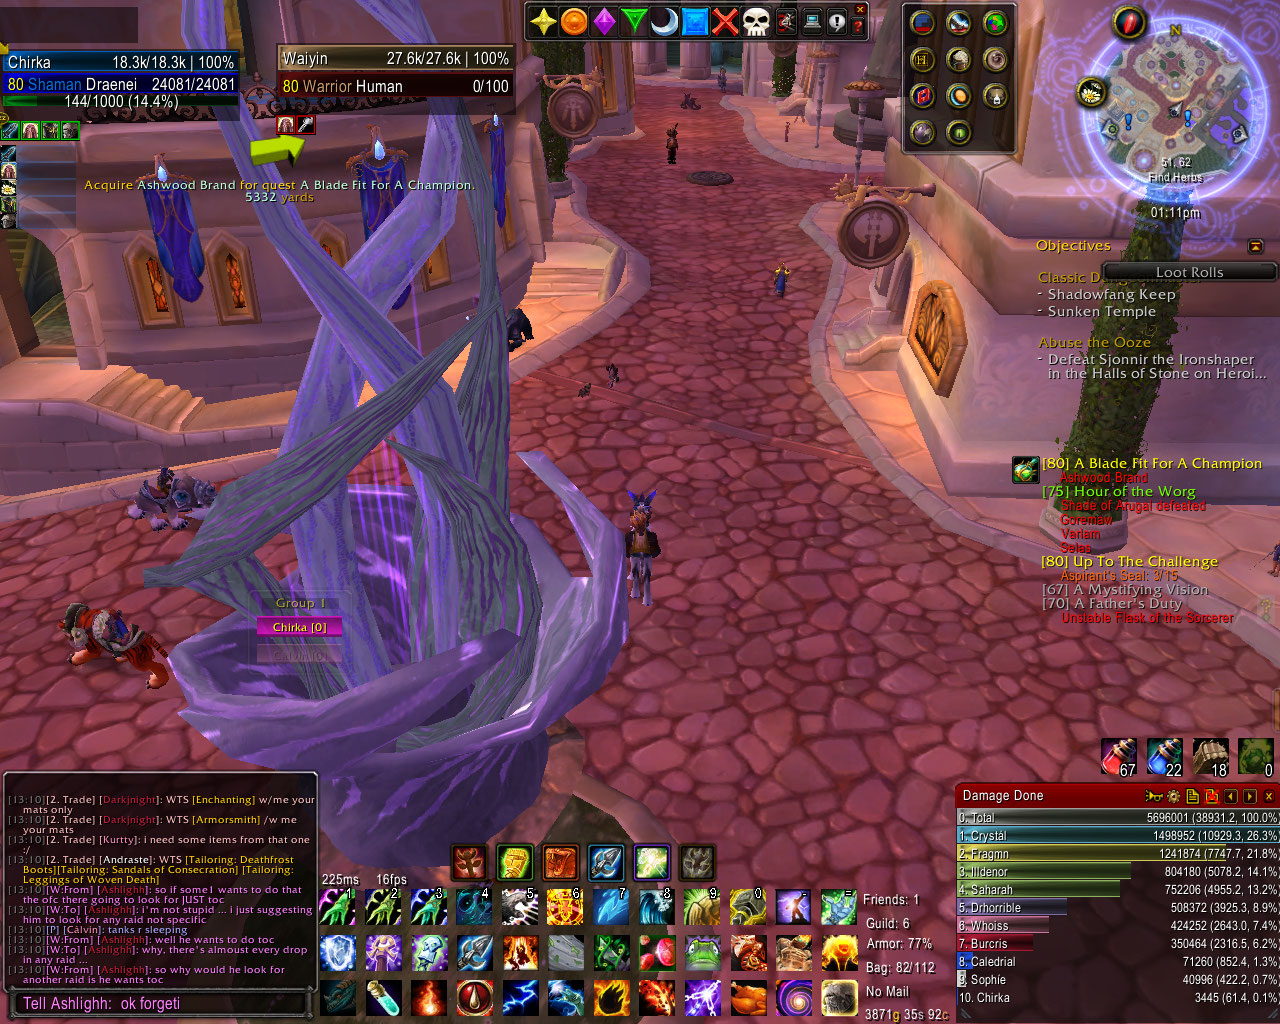 Chirka 18.3k/18.3k | 100%
80 Shaman Draenei 24081/24081
144/1000 (14.4%)
Waiyin 27.6k/27.6k | 100%
80 Warrior Human 0/100
Acquire Ashwood Brand for quest A Blade Fit For A Champion.
5332 yards
N
51, 62
Find Herbs
01:11pm
Objectives
Loot Rolls
- Shadowfang Keep
- Sunken Temple
Abuse the Ooze
- Defeat Sjonnir the Ironshaper
in the Halls of Stone on Heroi...
[80] A Blade Fit For A Champion
Ashwood Brand
[75] Hour of the Worg
Shade of Arugal defeated
Goremaw
Varlam
Selas
[80] Up To The Challenge
Aspirant's Seal: 3/15
[67] A Mystifying Vision
[70] A Father's Duty
Unstable Flask of the Sorcerer
Group 1
Chirka [0]
67 22 18 0
[13:10][2. Trade] [Darkjnight]: WTS [Enchanting] w/me your
mats only
[13:10][2. Trade] [Darkjnight]: WTS [Armorsmith] /w me
your mats
[13:10][2. Trade] [Kurtty]: i need some items from that one
:/
[13:10][2. Trade] [Andraste]: WTS [Tailoring: Deathfrost
Boots][Tailoring: Sandals of Consecration] [Tailoring:
Leggings of Woven Death]
[13:10][W:From] [Ashlighh]: so if some1 wants to do that
the ofc there going to look for JUST toc
[13:10][W:To] [Ashlighh]: i'm not stupid ... i just suggesting
him to look for any raid not specific
[13:10][P] [Calvin]: tanks r sleeping
[13:10][W:From] [Ashlighh]: well he wants to do toc
[13:10][W:To] [Ashlighh]: why, there's almoust every drop
in any raid ...
[13:10][W:From] [Ashlighh]: so why would he look for
another raid is he wants toc
Tell Ashlighh: ok forgeti
225ms 16fps
1 2 3 4 5 6 7 8 9 0 - =
Friends: 1
Guild: 6
Armor: 77%
Bag: 82/112
No Mail
3871g 35s 92c
Damage Done
0. Total 5696001 (38931.2, 100.0%)
1. Crystál 1498952 (10929.3, 26.3%)
2. Fragmn 1241874 (7747.7, 21.8%)
3. Illdenor 804180 (5078.2, 14.1%)
4. Saharah 752206 (4955.2, 13.2%)
5. Drhorrible 508372 (3925.3, 8.9%)
6. Whoiss 424252 (2643.0, 7.4%)
7. Burcris 350464 (2316.5, 6.2%)
8. Caledrial 71260 (852.4, 1.3%)
9. Sophíe 40996 (422.2, 0.7%)
10. Chirka 3445 (61.4, 0.1%)